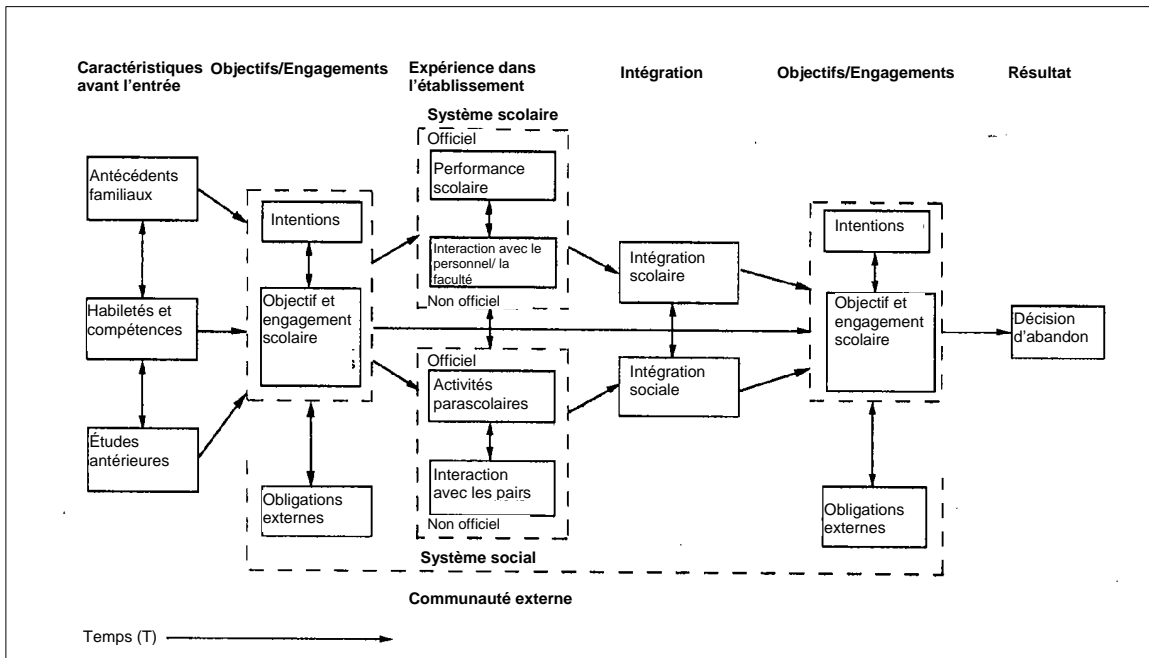 Caractéristiques
avant l'entrée
Objectifs/Engagements
Expérience dans
l'établissement
Intégration
Objectifs/Engagements
Résultat
Système scolaire
Officiel
Performance
scolaire
Interaction avec le
personnel/ la
faculté
Non officiel
Antécédents
familiaux
Habiletés et
compétences
Études
antérieures
Intentions
Objectif et
engagement
scolaire
Obligations
externes
Officiel
Activités
parascolaires
Interaction
avec les pairs
Non officiel
Système social
Intégration
scolaire
Intégration
sociale
Intentions
Objectif et
engagement
scolaire
Obligations
externes
Décision
d'abandon
Communauté externe
Temps (T)